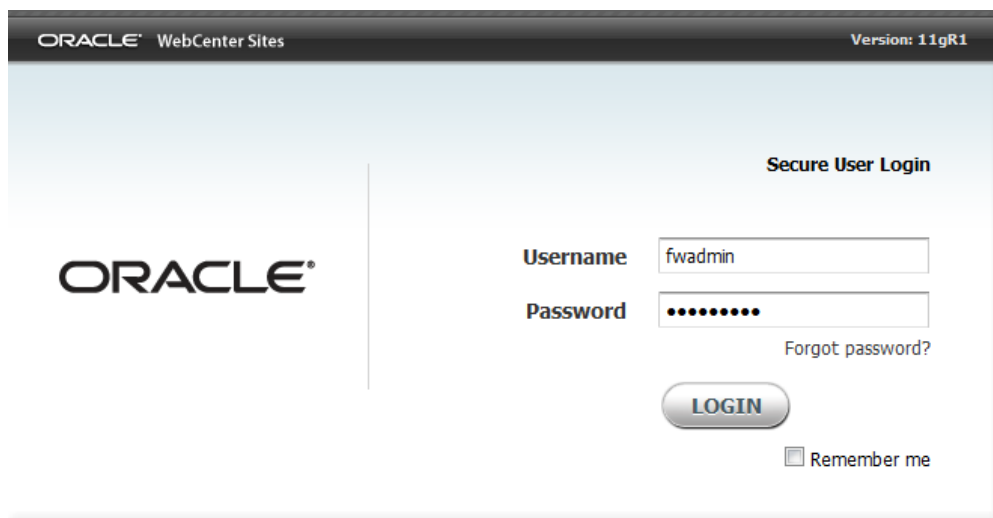 ORACLE® WebCenter Sites
Version: 11gR1
Secure User Login
ORACLE®
Username fwadmin
Password •••••••••
Forgot password?
LOGIN
Remember me